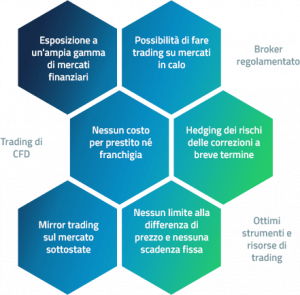 Esposizione a
un'ampia gamma
di mercati
finanziari
Possibilità di fare
trading su mercati
in calo
Broker
regolamentato
Trading di
CFD
Nessun costo
per prestito né
franchigia
Hedging dei rischi
delle correzioni a
breve termine
Mirror trading
sul mercato
sottostate
Nessun limite alla
differenza di
prezzo e nessuna
scadenza fissa
Ottimi
strumenti e
risorse di
trading